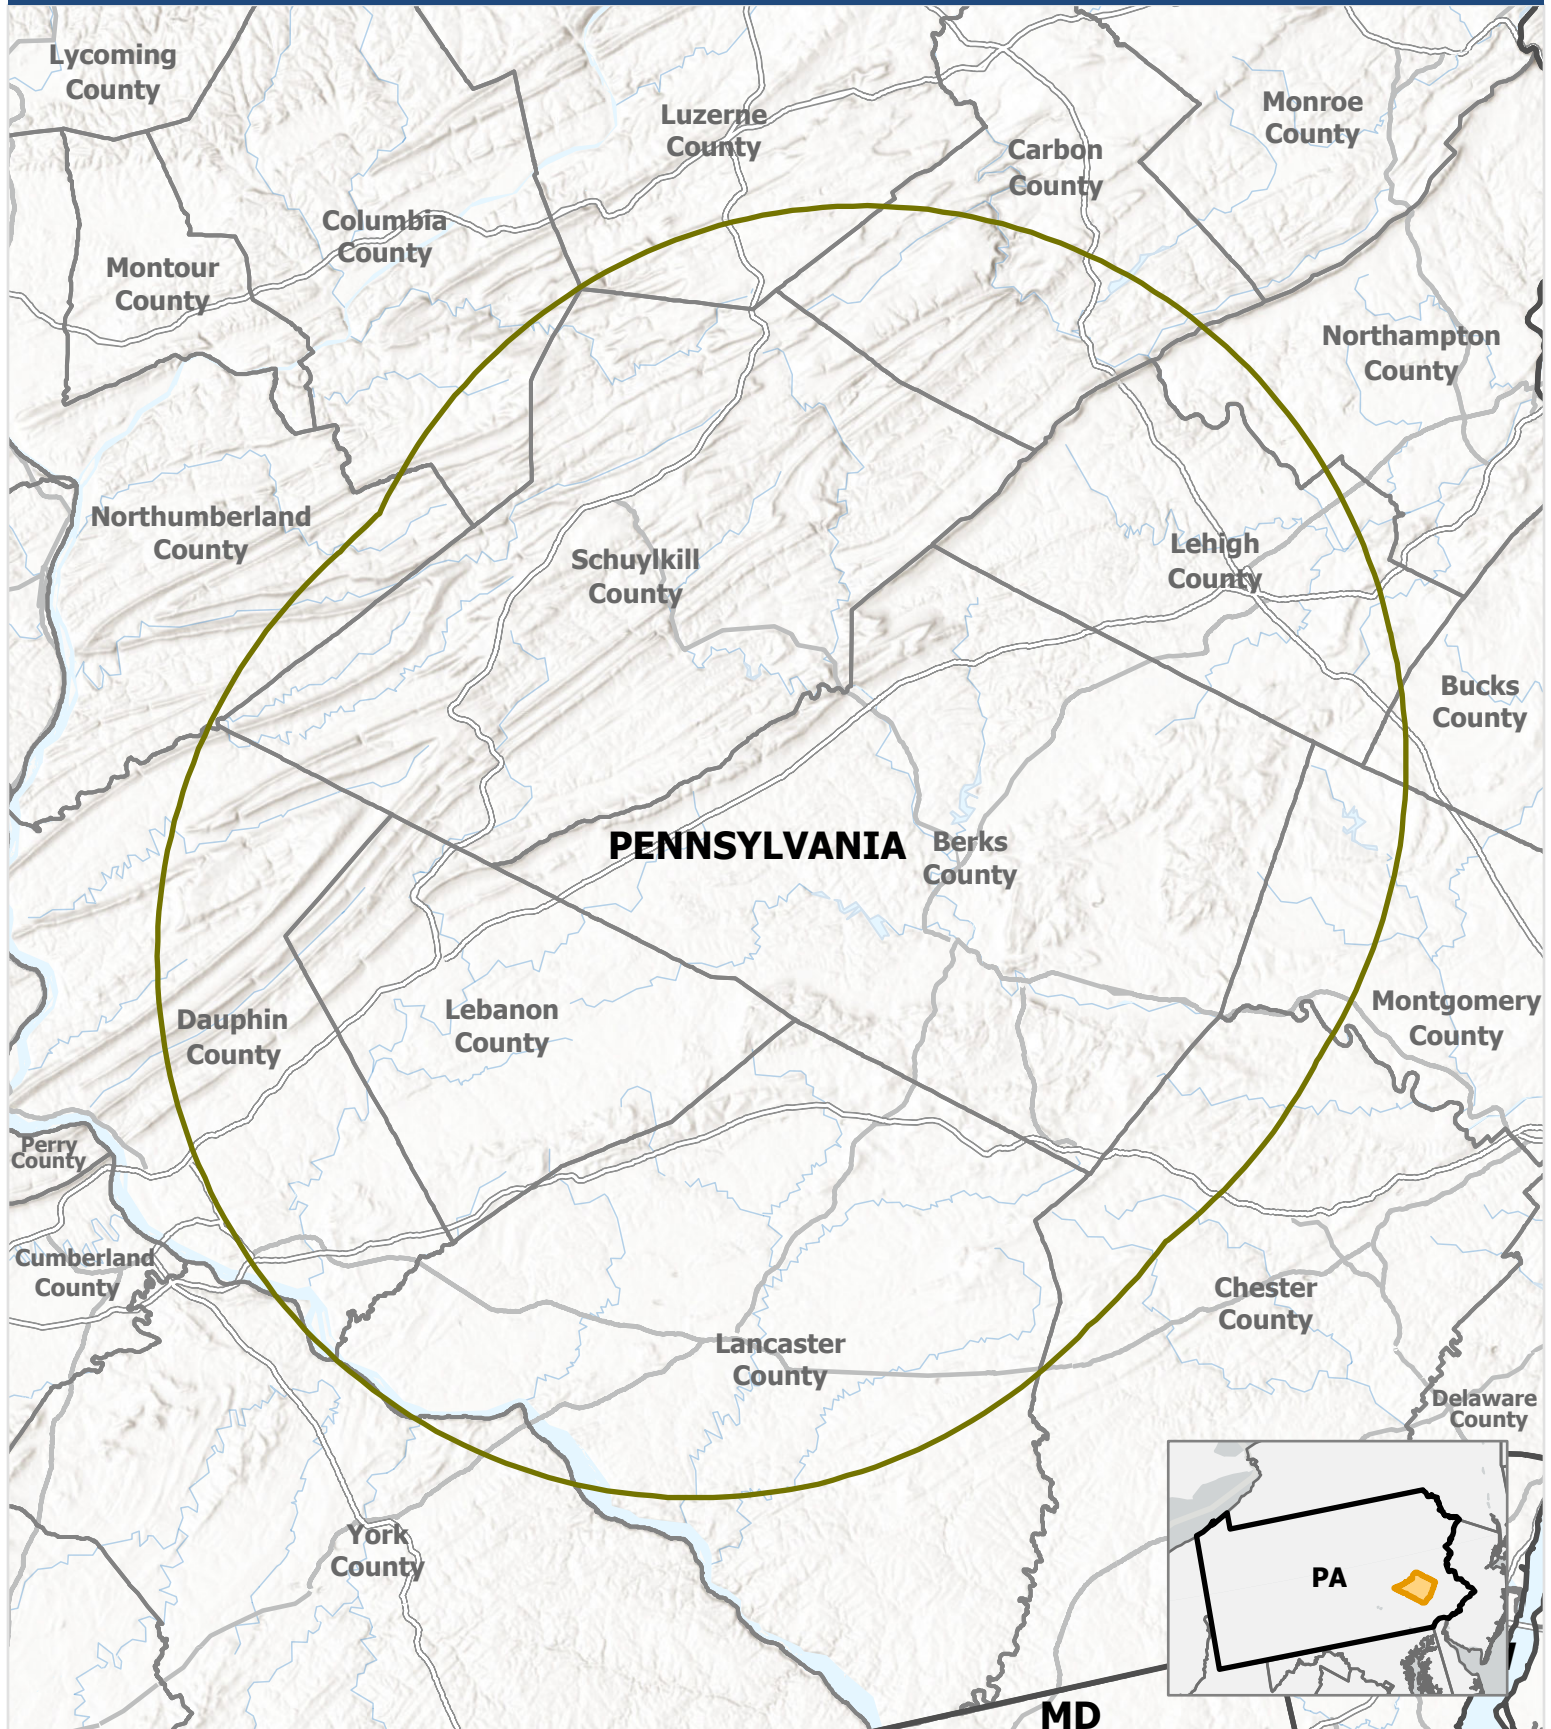 Lycoming
County
Luzerne
County
Monroe
County
Carbon
County
Columbia
County
Montour
County
Northampton
County
Northumberland
County
Schuylkill
County
Lehigh
County
Bucks
County
PENNSYLVANIA
Berks
County
Dauphin
County
Lebanon
County
Montgomery
County
Perry
County
Cumberland
County
Chester
County
Lancaster
County
Delaware
County
York
County
PA
MD